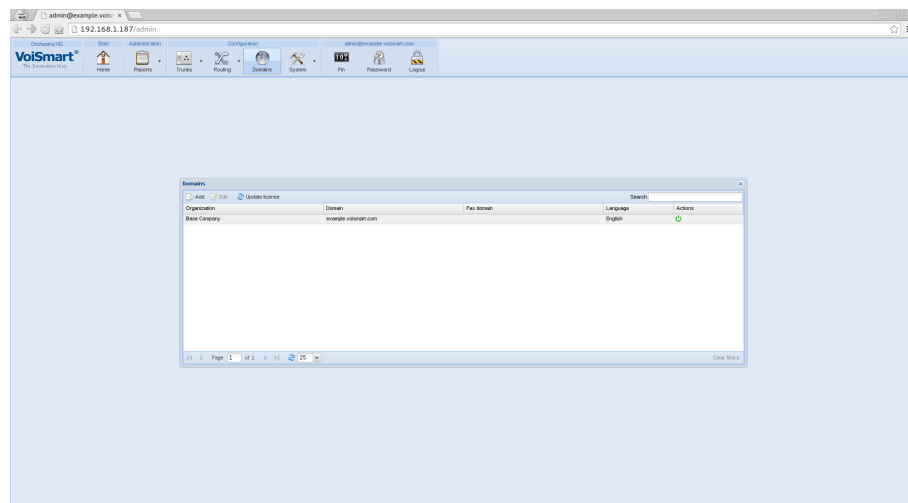 admin@example.voisr
192.168.1.187/admin
Orchestra NG
Start
Administration
Configuration
admin@example.voismart.com
VoiSmart®
The Innovative Way
Home
Reports
Trunks
Routing
Domains
System
Pin
Password
Logout
Domains
Add
Edit
Update license
Search
Organization
Domain
Fax domain
Language
Actions
Base Company
example.voismart.com
English
Page 1 of 1
25
Clear filters